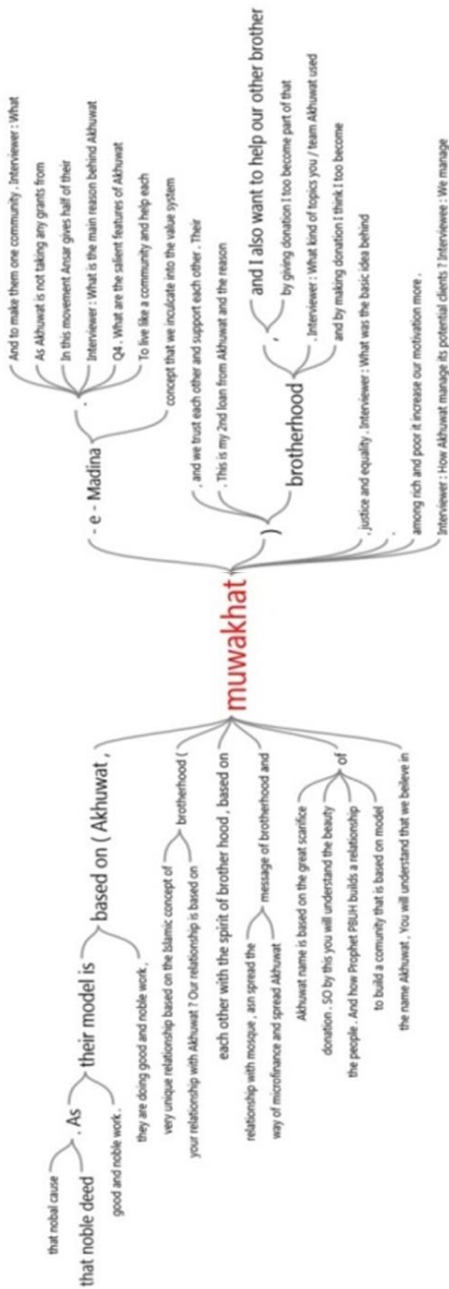 that nobal cause
that noble deed
. As
good and noble work .
their model is
they are doing good and noble work ,
based on ( Akhuwat ,
very unique relationship based on the Islamic concept of
your relationship with Akhuwat ? Our relationship is based on
brotherhood (
each other with the spirit of brother hood , based on
relationship with mosque , asn spread the
way of microfinance and spread Akhuwat
message of brotherhood and
Akhuwat name is based on the great scarifice
donation . SO by this you will understand the beauty
the people . And how Prophet PBUH builds a relationship
to build a comunity that is based on model
of
the name Akhuwat , You will understand that we beileve in
muwakhat
- e - Madina
.
And to make them one community . Interviewer : What
As Akhuwat is not taking any grants from
In this movement Ansar gives half of their
Interviewer : What is the main reason behind Akhuwat
Q4 . What are the salient features of Akhuwat
To live like a community and help each
concept that we inculcate into the value system
)
, and we trust each other and support each other . Their
. This is my 2nd loan from Akhuwat and the reason
brotherhood
,
and I also want to help our other brother
by giving donation I too become part of that
. Interviewer : What kind of topics you / team Akhuwat used
and by making donation I think I too become
, justice and equality . Interviewer : What was the basic idea behind
.
among rich and poor it increase our motivation more .
Interviewer : How Akhuwat manage its potential clients ? Interviewee : We manage